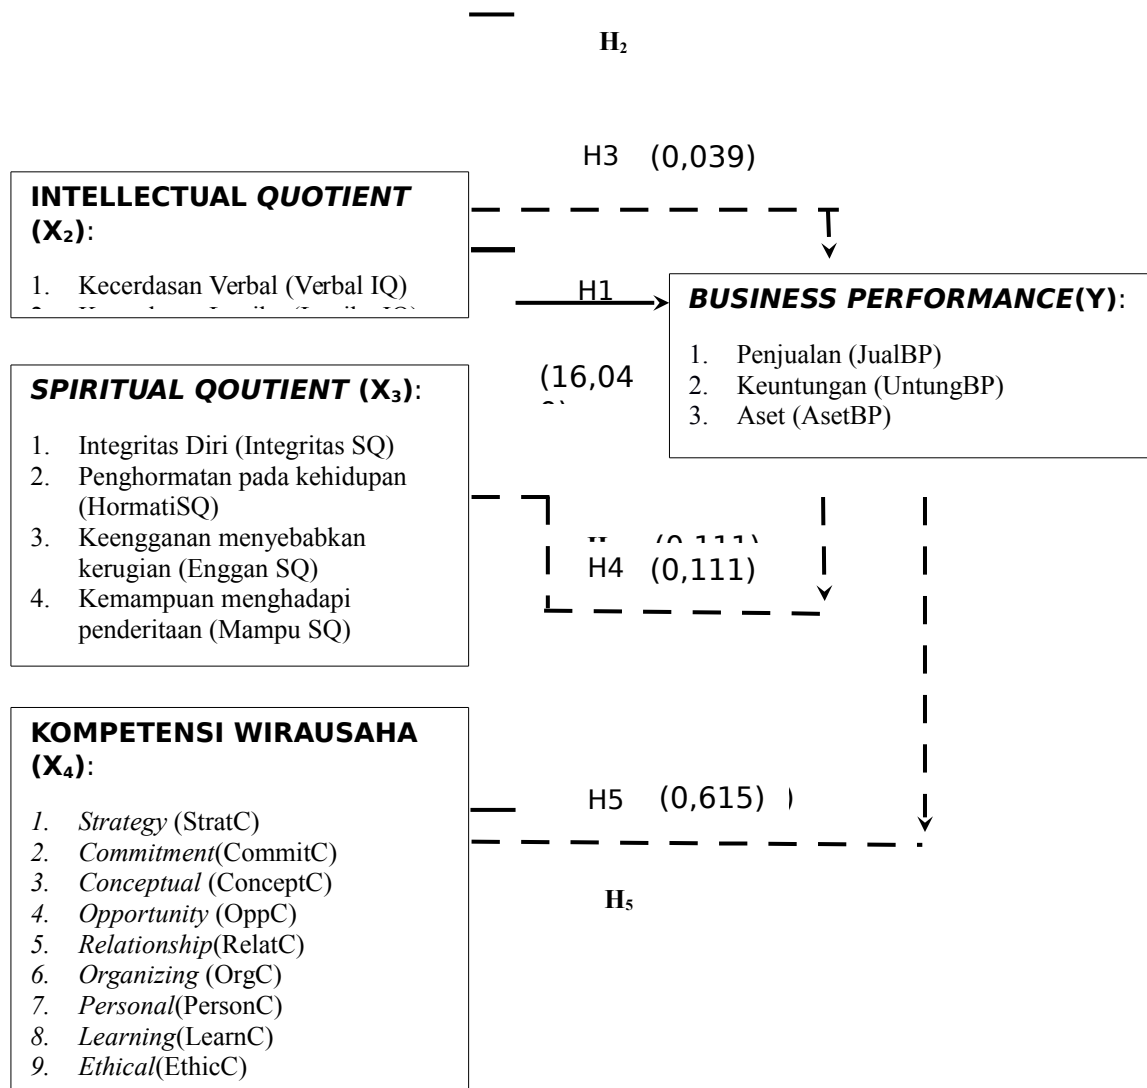 H₂
H3 (0,039)
INTELLECTUAL QUOTIENT
(X₂):
1. Kecerdasan Verbal (Verbal IQ)
H1
(16,04
BUSINESS PERFORMANCE(Y):
1. Penjualan (JualBP)
2. Keuntungan (UntungBP)
3. Aset (AsetBP)
SPIRITUAL QOUTIENT (X₃):
1. Integritas Diri (Integritas SQ)
2. Penghormatan pada kehidupan
(HormatiSQ)
3. Keengganan menyebabkan
kerugian (Enggan SQ)
4. Kemampuan menghadapi
penderitaan (Mampu SQ)
H4 (0,111)
KOMPETENSI WIRAUSAHA
(X₄):
1. Strategy (StratC)
2. Commitment(CommitC)
3. Conceptual (ConceptC)
4. Opportunity (OppC)
5. Relationship(RelatC)
6. Organizing (OrgC)
7. Personal(PersonC)
8. Learning(LearnC)
9. Ethical(EthicC)
H5 (0,615) )
H₅